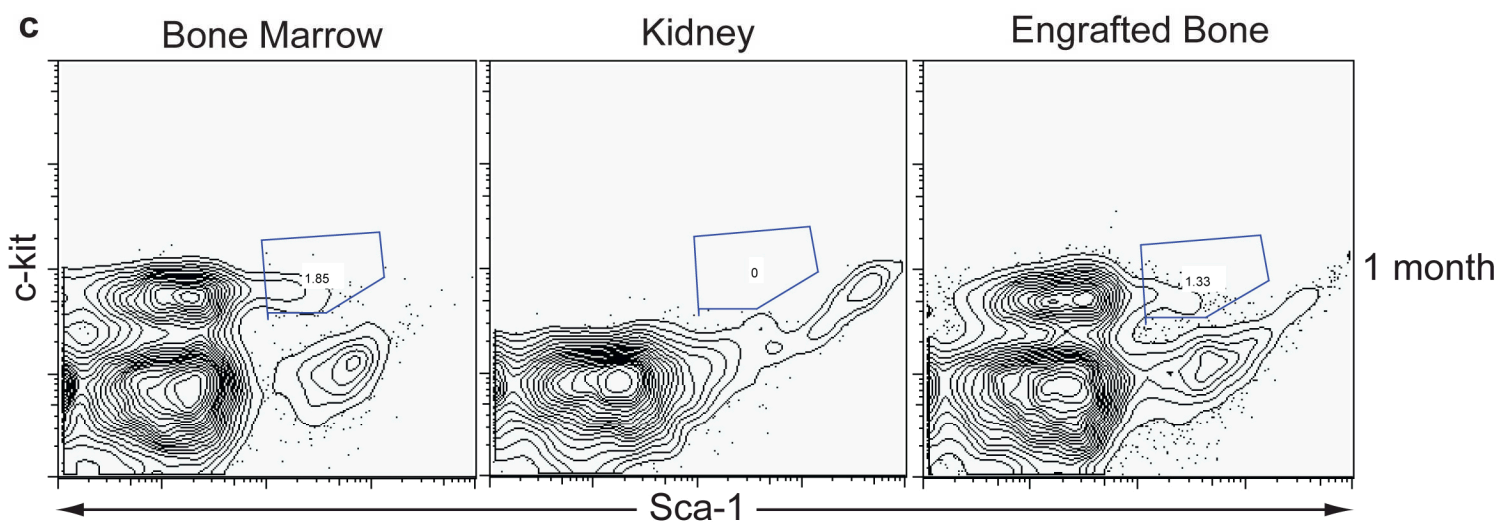 c
Bone Marrow
Kidney
Engrafted Bone
c-kit
1.85
0
1.33
1 month
Sca-1